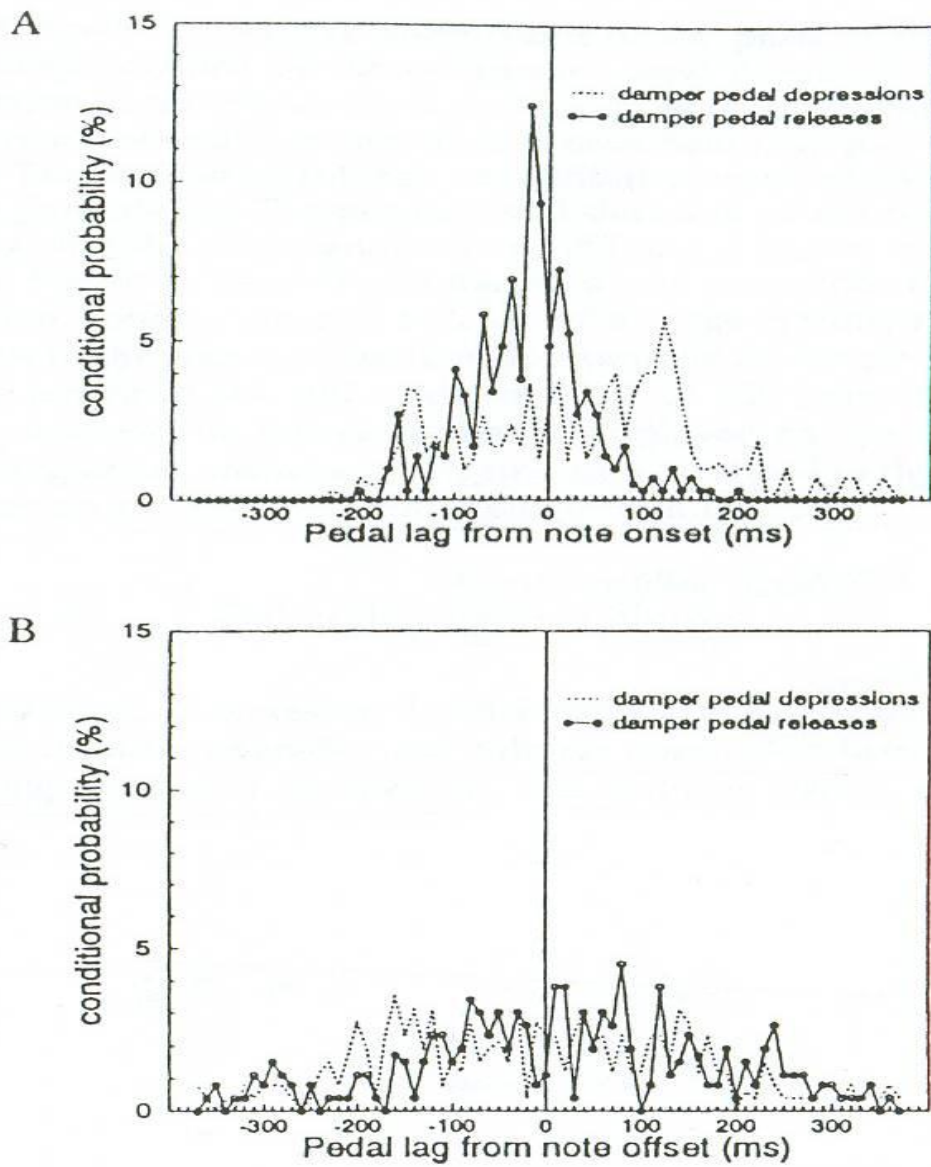 A
15
10
5
0
conditional probability (%)
damper pedal depressions
damper pedal releases
-300 -200 -100 0 100 200 300
Pedal lag from note onset (ms)
B
15
10
5
0
conditional probability (%)
damper pedal depressions
damper pedal releases
-300 -200 -100 0 100 200 300
Pedal lag from note offset (ms)